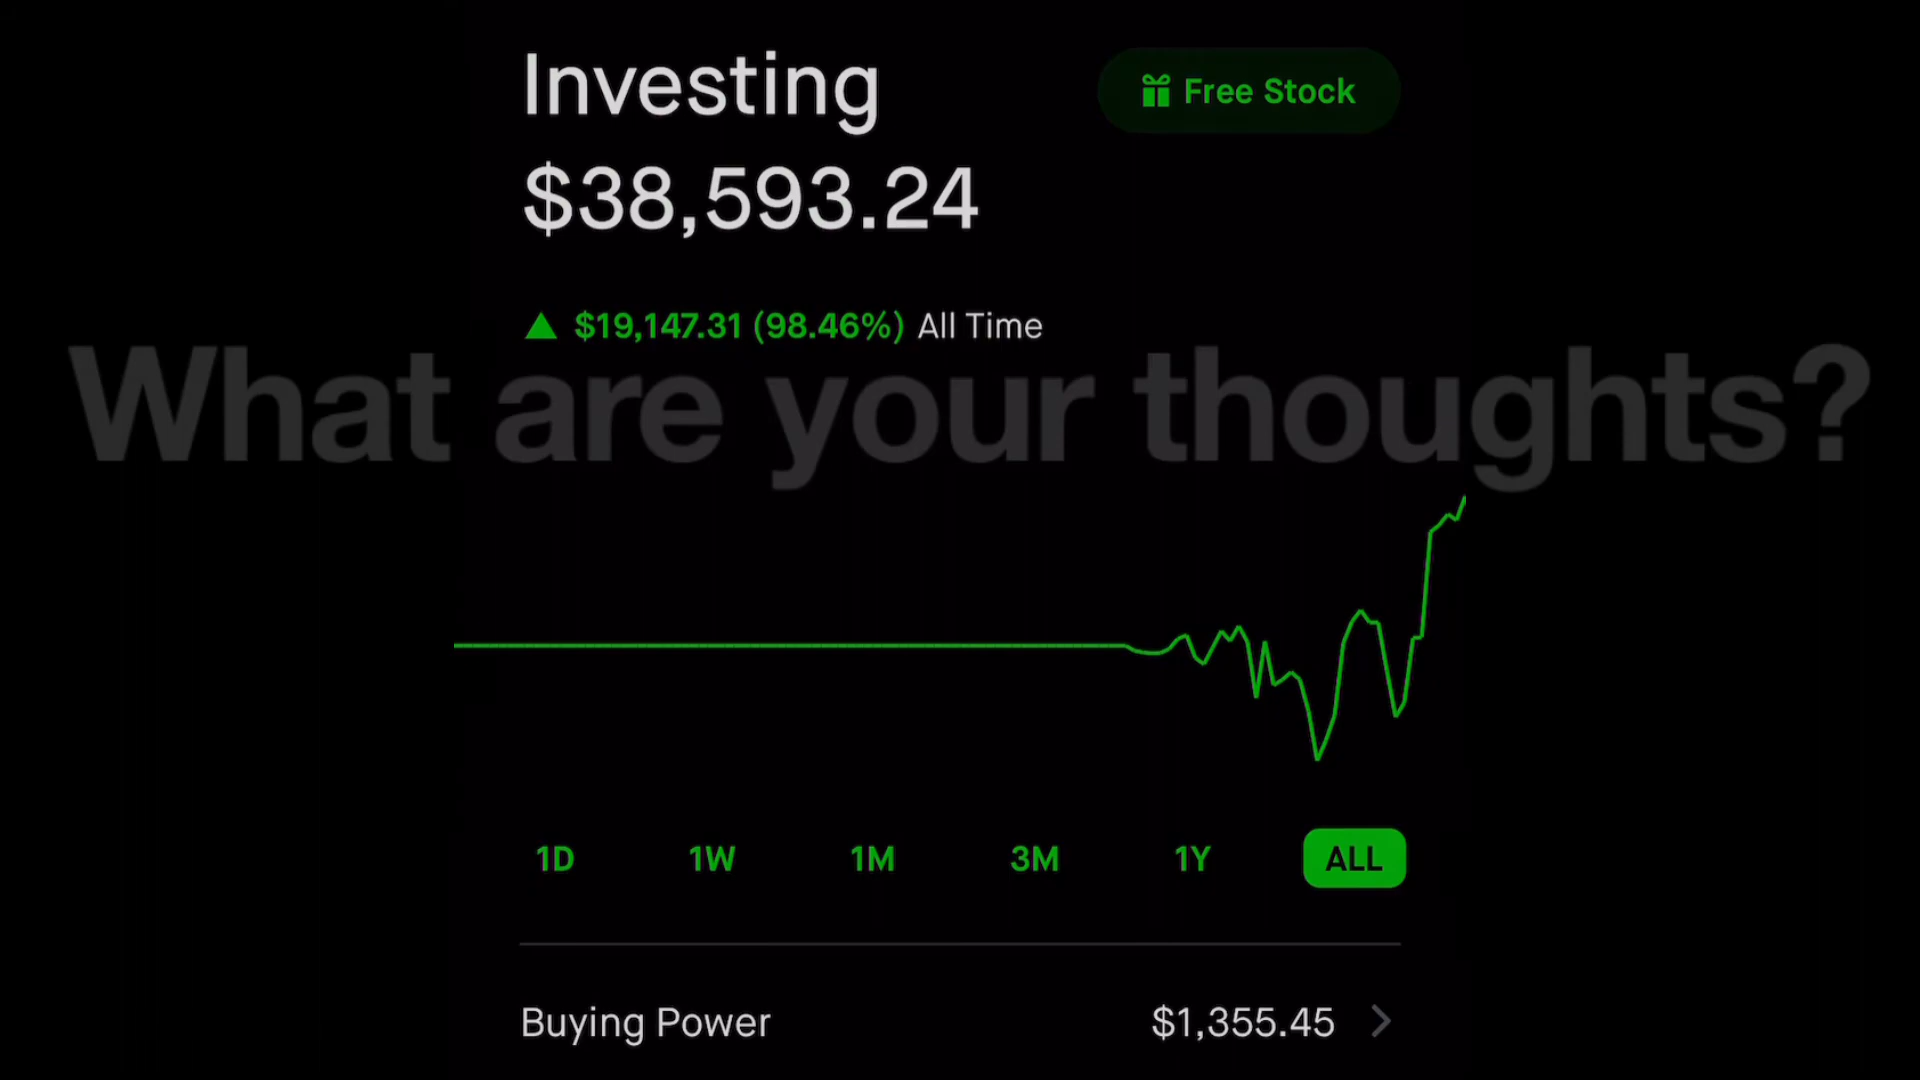 Investing
Free Stock
$38,593.24
▲ $19,147.31 (98.46%) All Time
What are your thoughts?
1D 1W 1M 3M 1Y ALL
Buying Power $1,355.45